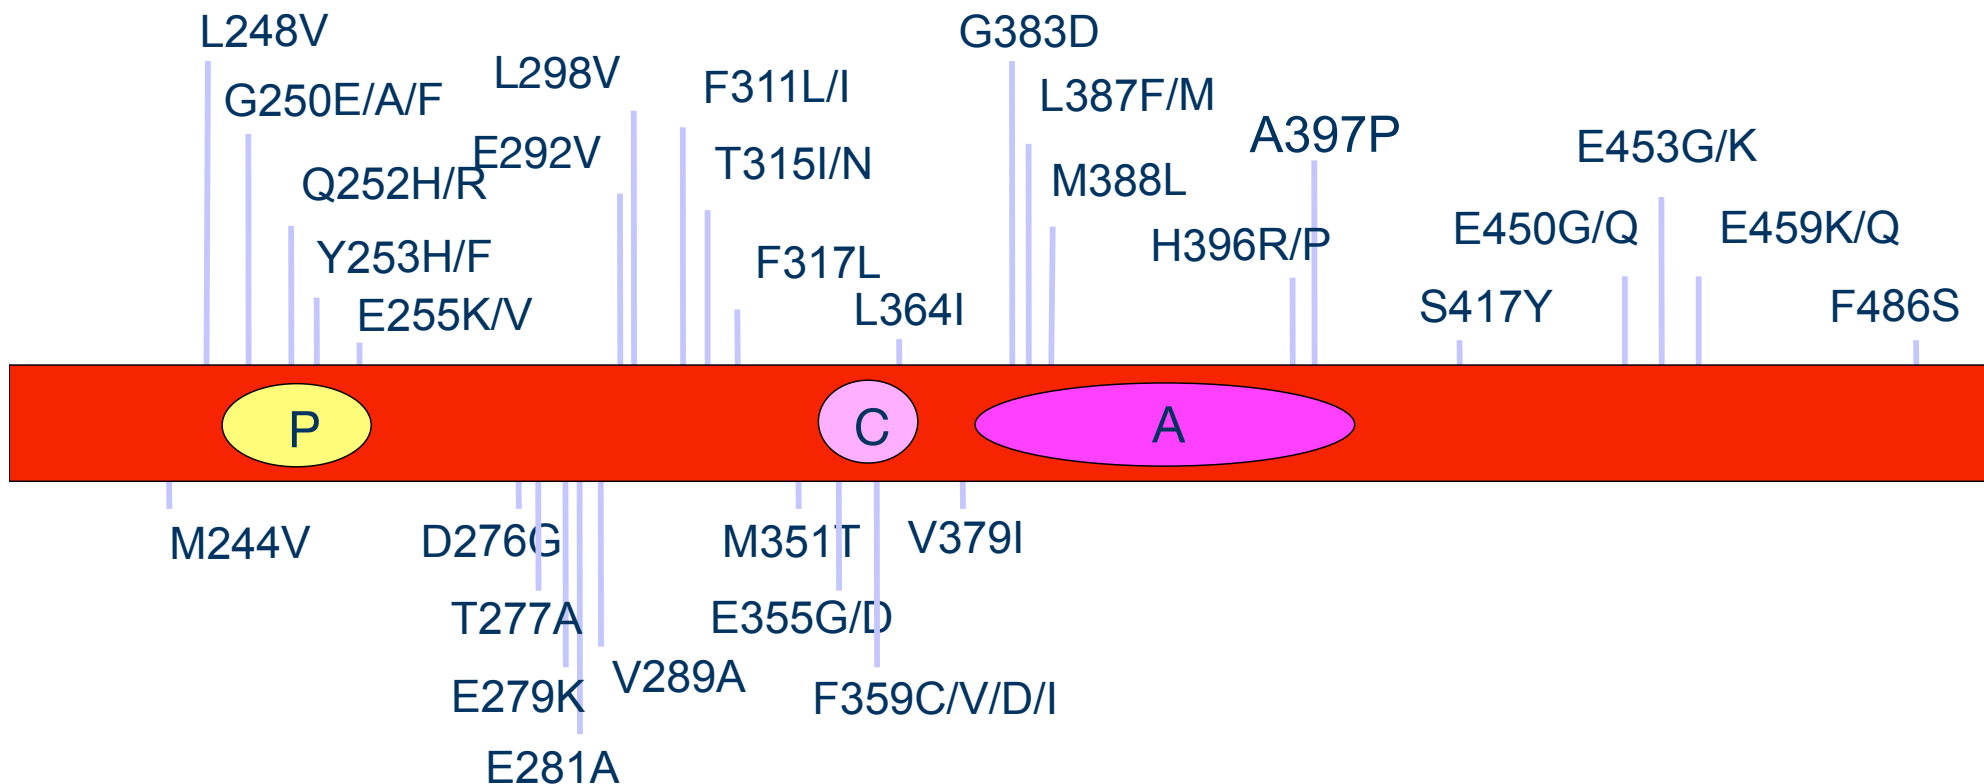 L248V
G383D
L298V
F311L/I
G250E/A/F
L387F/M
A397P
E453G/K
E292V
T315I/N
Q252H/R
M388L
E450G/Q
E459K/Q
Y253H/F
F317L
H396R/P
E255K/V
L364I
S417Y
F486S
P
C
A
M244V
D276G
M351T
V379I
T277A
E355G/D
E279K
V289A
F359C/V/D/I
E281A